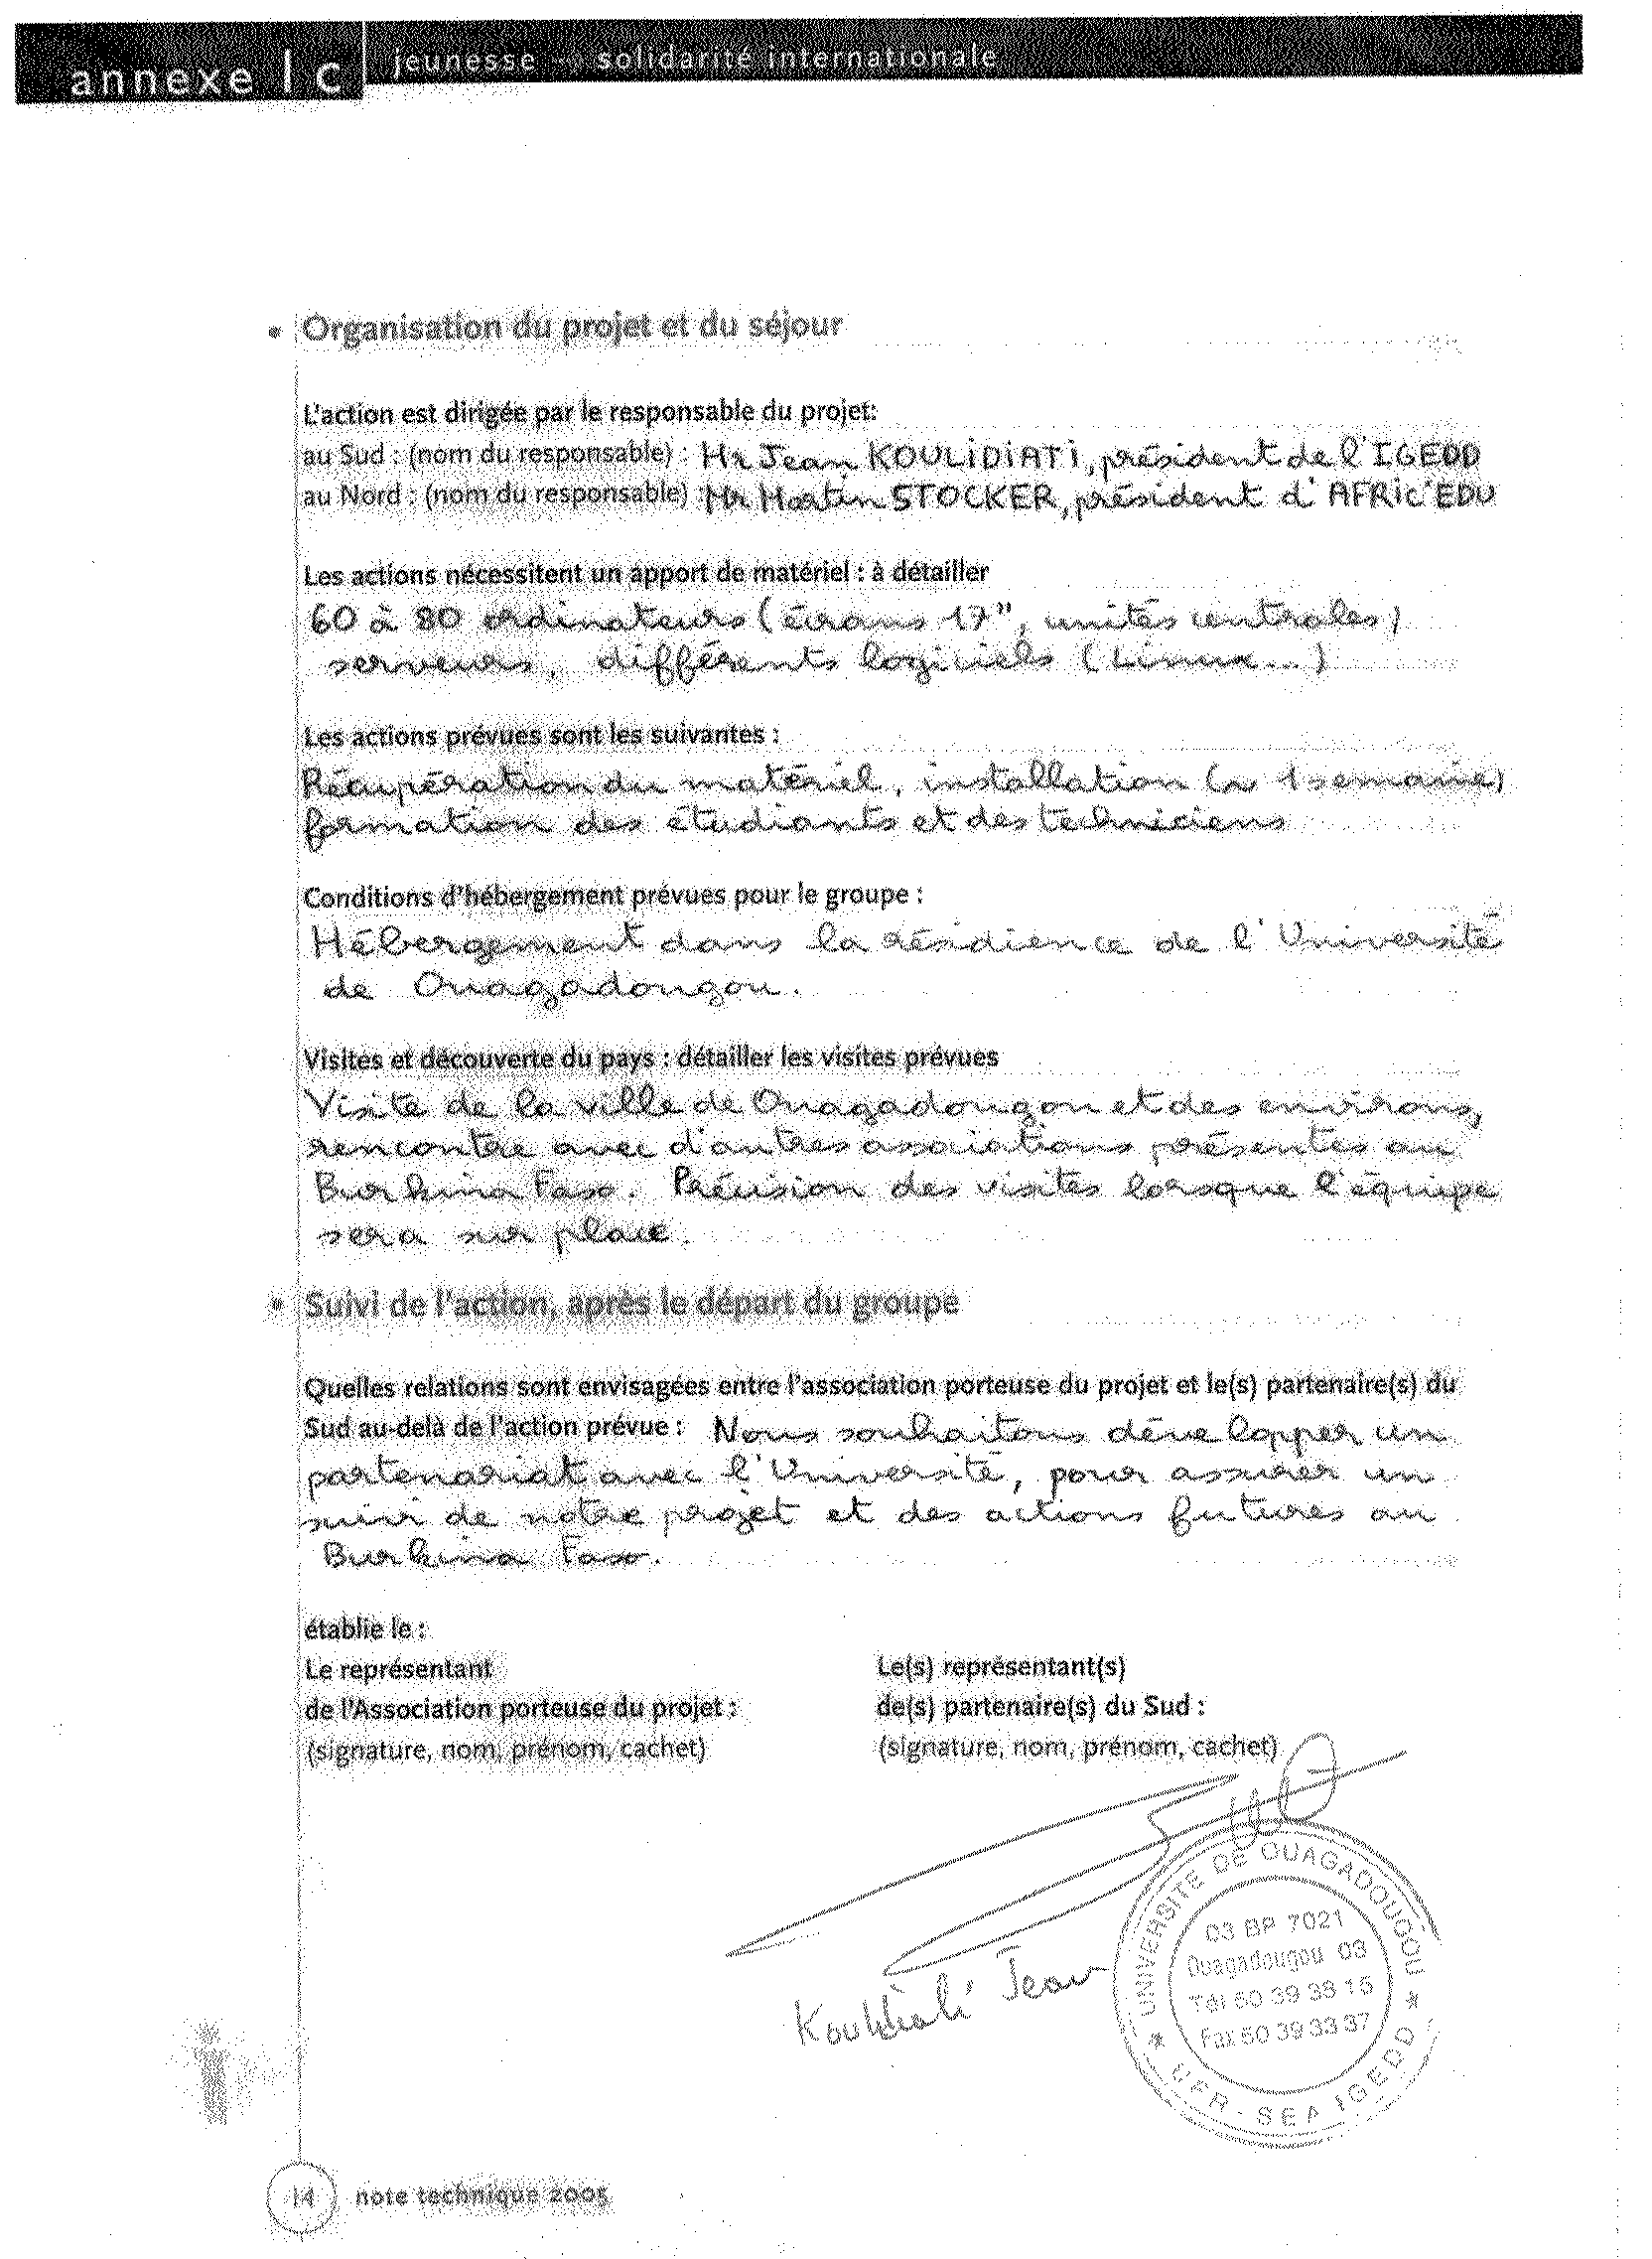 annexe | c jeunesse — solidarité internationale
• Organisation du projet et du séjour
L'action est dirigée par le responsable du projet:
au Sud : (nom du responsable) : Mr Jean KOULIDIATI, président de l'IGEDD
au Nord : (nom du responsable) : Mr Martin STOCKER, président d'AFRIC'EDU
Les actions nécessitent un apport de matériel : à détailler
60 à 80 ordinateurs (écrans 17", unités centrales)
serveurs, différents logiciels (Linux...)
Les actions prévues sont les suivantes :
Récupération du matériel, installation (~ 1 semaine)
formation des étudiants et des techniciens
Conditions d'hébergement prévues pour le groupe :
Hébergement dans la résidience de l'Université
de Ouagadougou.
Visites et découverte du pays : détailler les visites prévues
Visite de la ville de Ouagadougou et des environs,
rencontre avec d'autres associations présentes au
Burkina Faso. Précision des visites lorsque l'équipe
sera sur place.
• Suivi de l'action, après le départ du groupe
Quelles relations sont envisagées entre l'association porteuse du projet et le(s) partenaire(s) du
Sud au-delà de l'action prévue : Nous souhaitons développer un
partenariat avec l'Université, pour assurer un
suivi de notre projet et des actions futures au
Burkina Faso.
établie le :
Le représentant
de l'Association porteuse du projet :
(signature, nom, prénom, cachet)
Le(s) représentant(s)
de(s) partenaire(s) du Sud :
(signature, nom, prénom, cachet)
Jean
UNIVERSITE DE OUAGADOUGOU
03 BP 7021
Ouagadougou 03
Tél 50 39 38 15
Fax 50 39 33 37
* UFR - SEA IGEDD *
14 note technique 2005